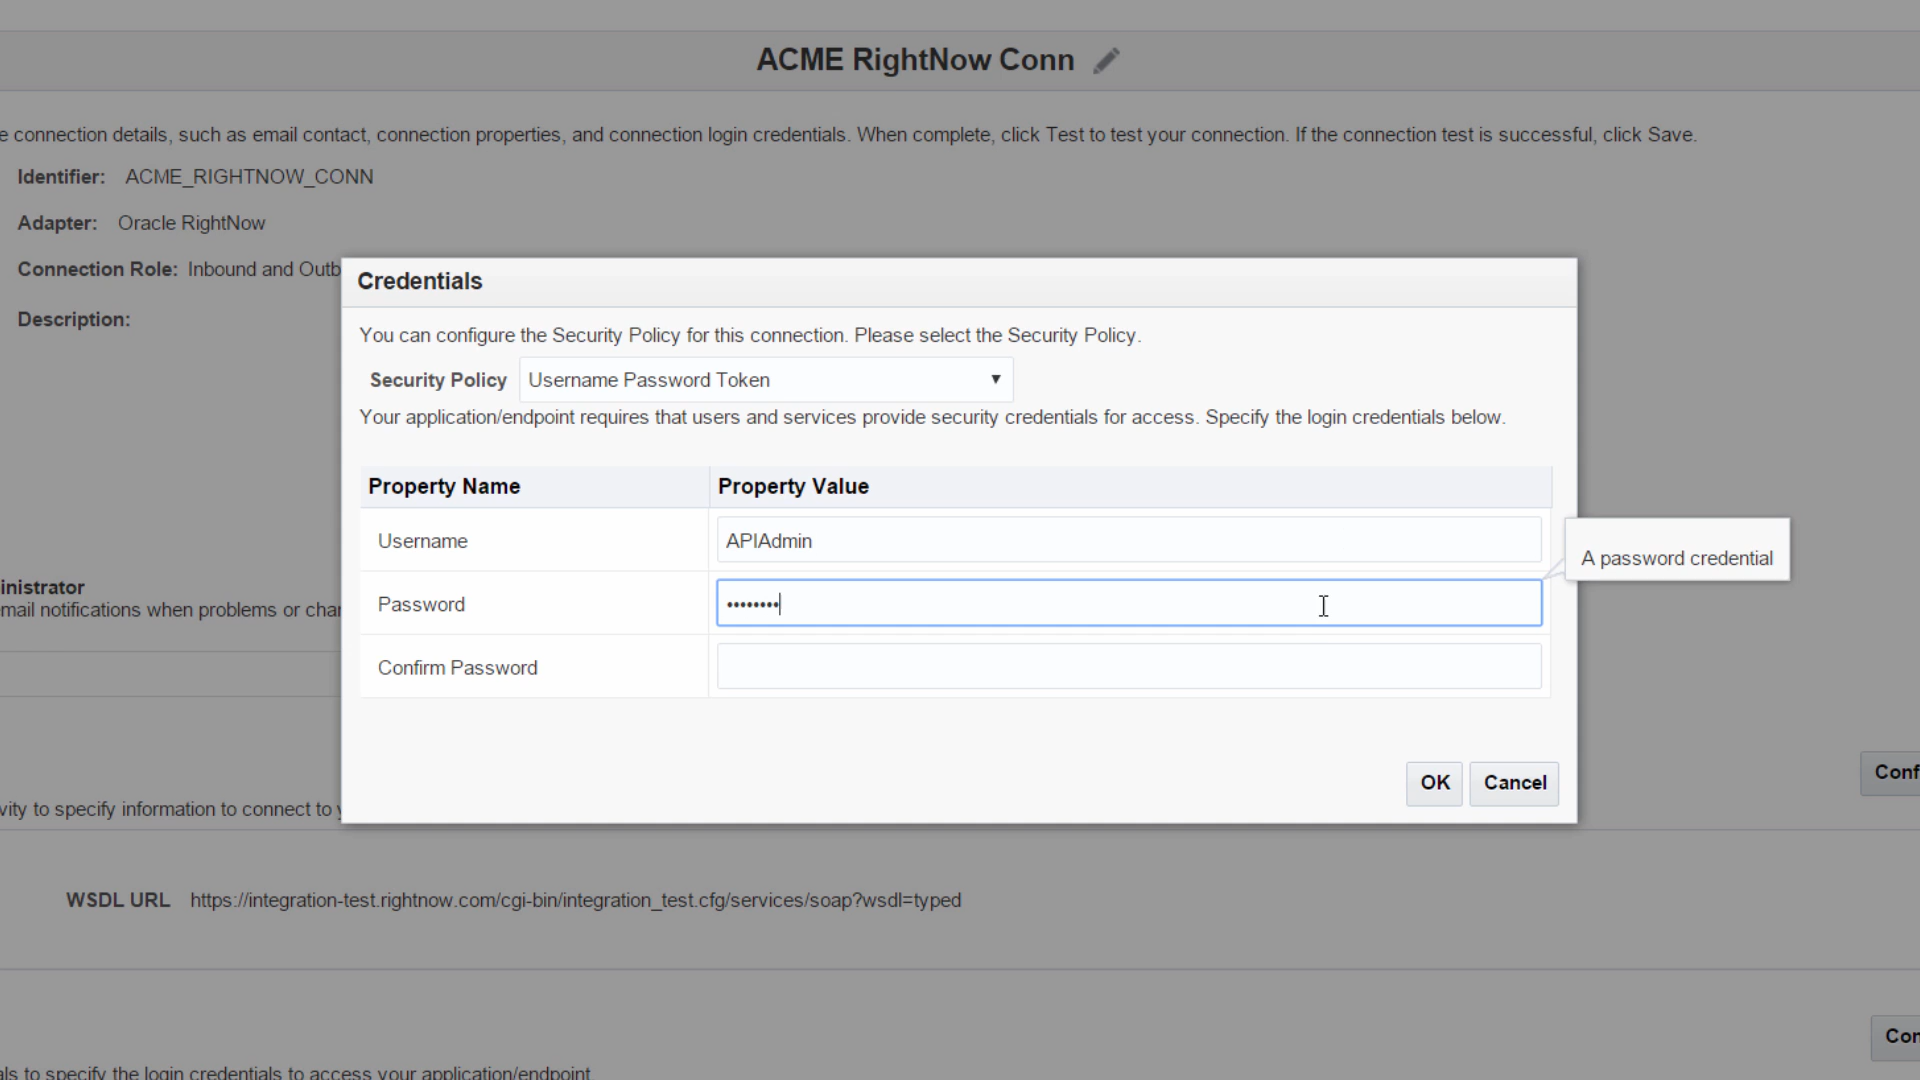 ACME RightNow Conn
e connection details, such as email contact, connection properties, and connection login credentials. When complete, click Test to test your connection. If the connection test is successful, click Save.
Identifier: ACME_RIGHTNOW_CONN
Adapter: Oracle RightNow
Connection Role: Inbound and Outb
Description:
Credentials
You can configure the Security Policy for this connection. Please select the Security Policy.
Security Policy Username Password Token
Your application/endpoint requires that users and services provide security credentials for access. Specify the login credentials below.
Property Name Property Value
Username APIAdmin
A password credential
Password ••••••••
Confirm Password
inistrator
email notifications when problems or char
OK Cancel
Conf
vity to specify information to connect to y
WSDL URL https://integration-test.rightnow.com/cgi-bin/integration_test.cfg/services/soap?wsdl=typed
Con
als to specify the login credentials to access your application/endpoint.